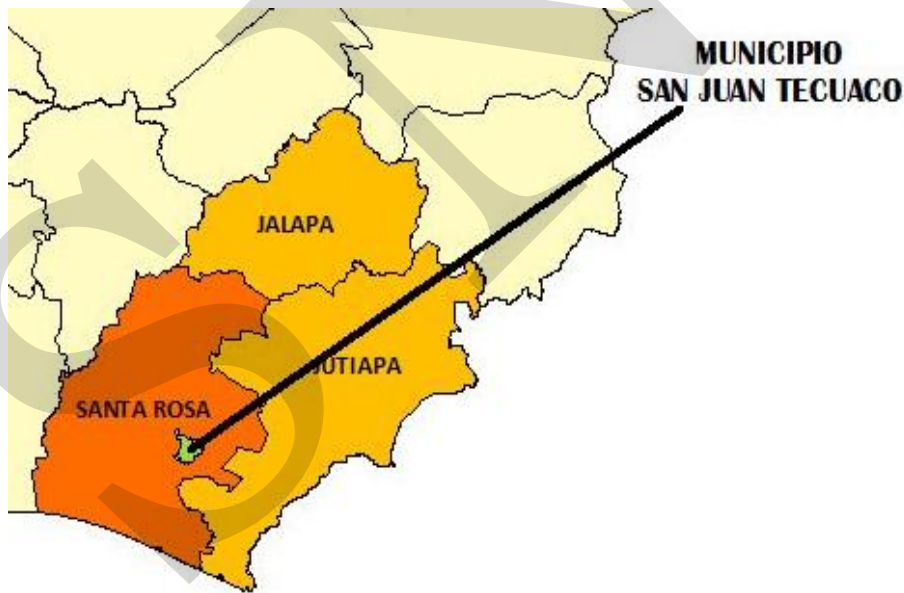 MUNICIPIO
SAN JUAN TECUACO
JALAPA
JUTIAPA
SANTA ROSA